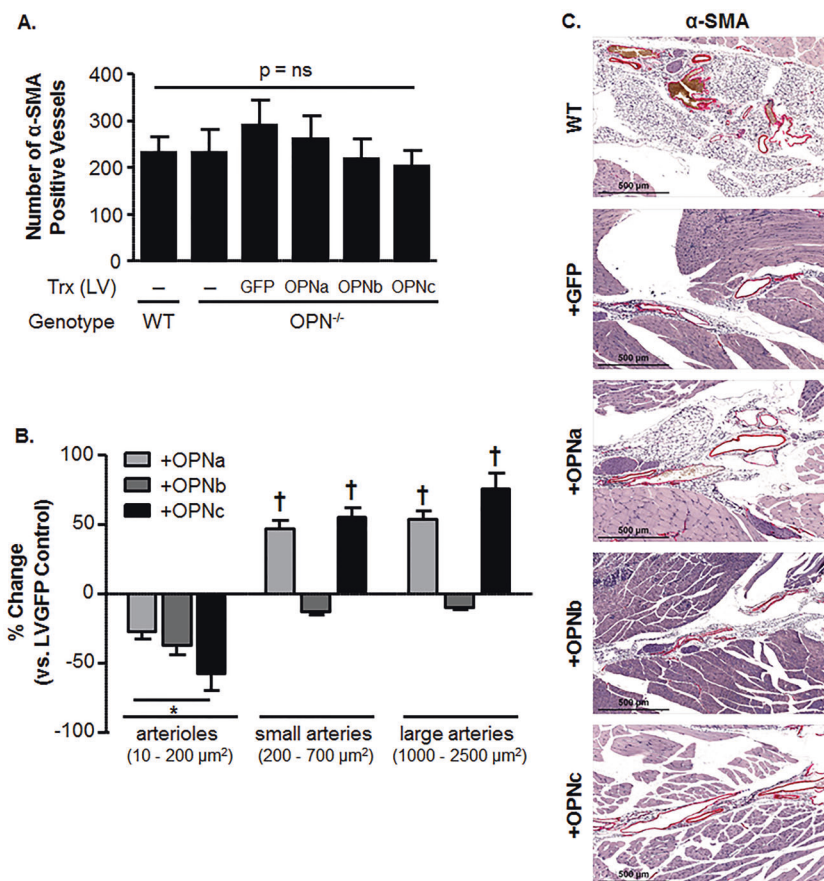 A.
p = ns
Number of α-SMA
Positive Vessels
400
300
200
100
0
Trx (LV) – – GFP OPNa OPNb OPNc
Genotype WT OPN-/-
B.
+OPNa
+OPNb
+OPNc
% Change
(vs. LVGFP Control)
100
50
0
-50
-100
† † † †
*
arterioles small arteries large arteries
(10 - 200 µm²) (200 - 700 µm²) (1000 - 2500 µm²)
C.
α-SMA
WT
500 µm
+GFP
500 µm
+OPNa
500 µm
+OPNb
500 µm
+OPNc
500 µm